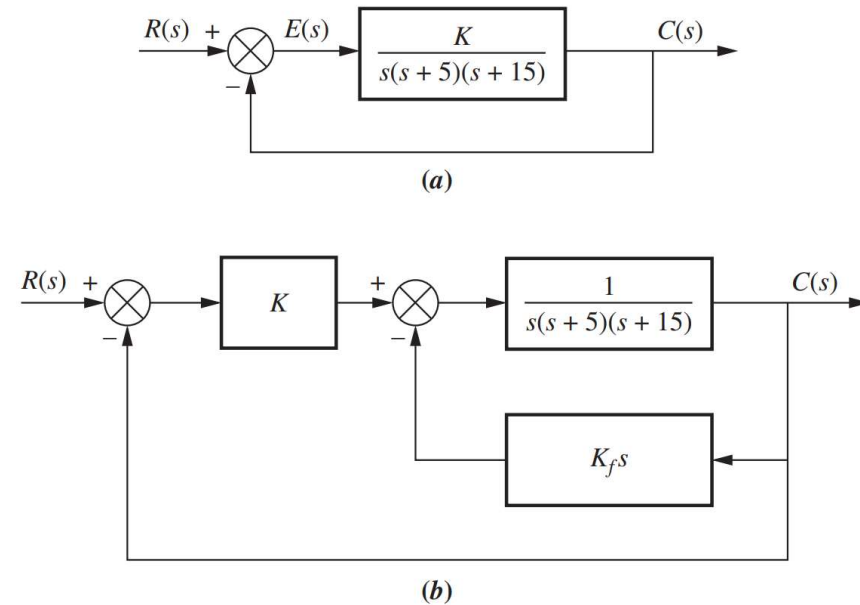 R(s) + E(s) K C(s)
s(s + 5)(s + 15)
−
(a)
R(s) + K + 1 C(s)
s(s + 5)(s + 15)
− −
K_f s
(b)